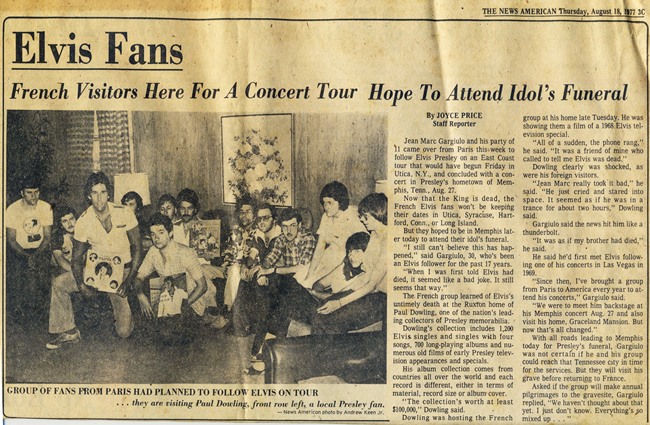 THE NEWS AMERICAN Thursday, August 18, 1977 3C
Elvis Fans
French Visitors Here For A Concert Tour Hope To Attend Idol's Funeral
By JOYCE PRICE
Staff Reporter
Jean Marc Gargiulo and his party of
11 came over from Paris this week to
follow Elvis Presley on an East Coast
tour that would have begun Friday in
Utica, N.Y., and concluded with a con-
cert in Presley's hometown of Mem-
phis, Tenn., Aug. 27.
Now that the King is dead, the
French Elvis fans won't be keeping
their dates in Utica, Syracuse, Hart-
ford, Conn., or Long Island.
But they hoped to be in Memphis lat-
er today to attend their idol's funeral.
"I still can't believe this has hap-
pened," said Gargiulo, 30, who's been
an Elvis follower for the past 17 years.
"When I was first told Elvis had
died, it seemed like a bad joke. It still
seems that way."
The French group learned of Elvis's
untimely death at the Ruxton home of
Paul Dowling, one of the nation's lead-
ing collectors of Presley memorabilia.
Dowling's collection includes 1,200
Elvis singles and singles with four
songs, 700 long-playing albums and nu-
merous old films of early Presley telev-
ision appearances and specials.
His album collection comes from
countries all over the world and each
record is different, either in terms of
material, record size or album cover.
"The collection's worth at least
$100,000," Dowling said.
Dowling was hosting the French
group at his home late Tuesday. He was
showing them a film of a 1968 Elvis tel-
evision special.
"All of a sudden, the phone rang,"
he said. "It was a friend of mine who
called to tell me Elvis was dead."
Dowling clearly was shocked, as
were his foreign visitors.
"Jean Marc really took it bad," he
said. "He just cried and stared into
space. It seemed as if he was in a
trance for about two hours," Dowling
said.
Gargiulo said the news hit him like a
thunderbolt.
"It was as if my brother had died,"
he said.
He said he'd first met Elvis follow-
ing one of his concerts in Las Vegas in
1969.
"Since then, I've brought a group
from Paris to America every year to at-
tend his concerts," Gargiulo said.
"We were to meet him backstage at
his Memphis concert Aug. 27 and also
visit his home, Graceland Mansion. But
now that's all changed."
With all roads leading to Memphis
today for Presley's funeral, Gargiulo
was not certain if he and his group
could reach that Tennessee city in time
for the services. But they will visit his
grave before returning to France.
Asked if the group will make annual
pilgrimages to the gravesite, Gargiulo
replied, "We haven't thought about that
yet. I just don't know. Everything's so
mixed up . . ."
GROUP OF FANS FROM PARIS HAD PLANNED TO FOLLOW ELVIS ON TOUR
. . . they are visiting Paul Dowling, front row left, a local Presley fan.
— News American photo by Andrew Keen Jr.